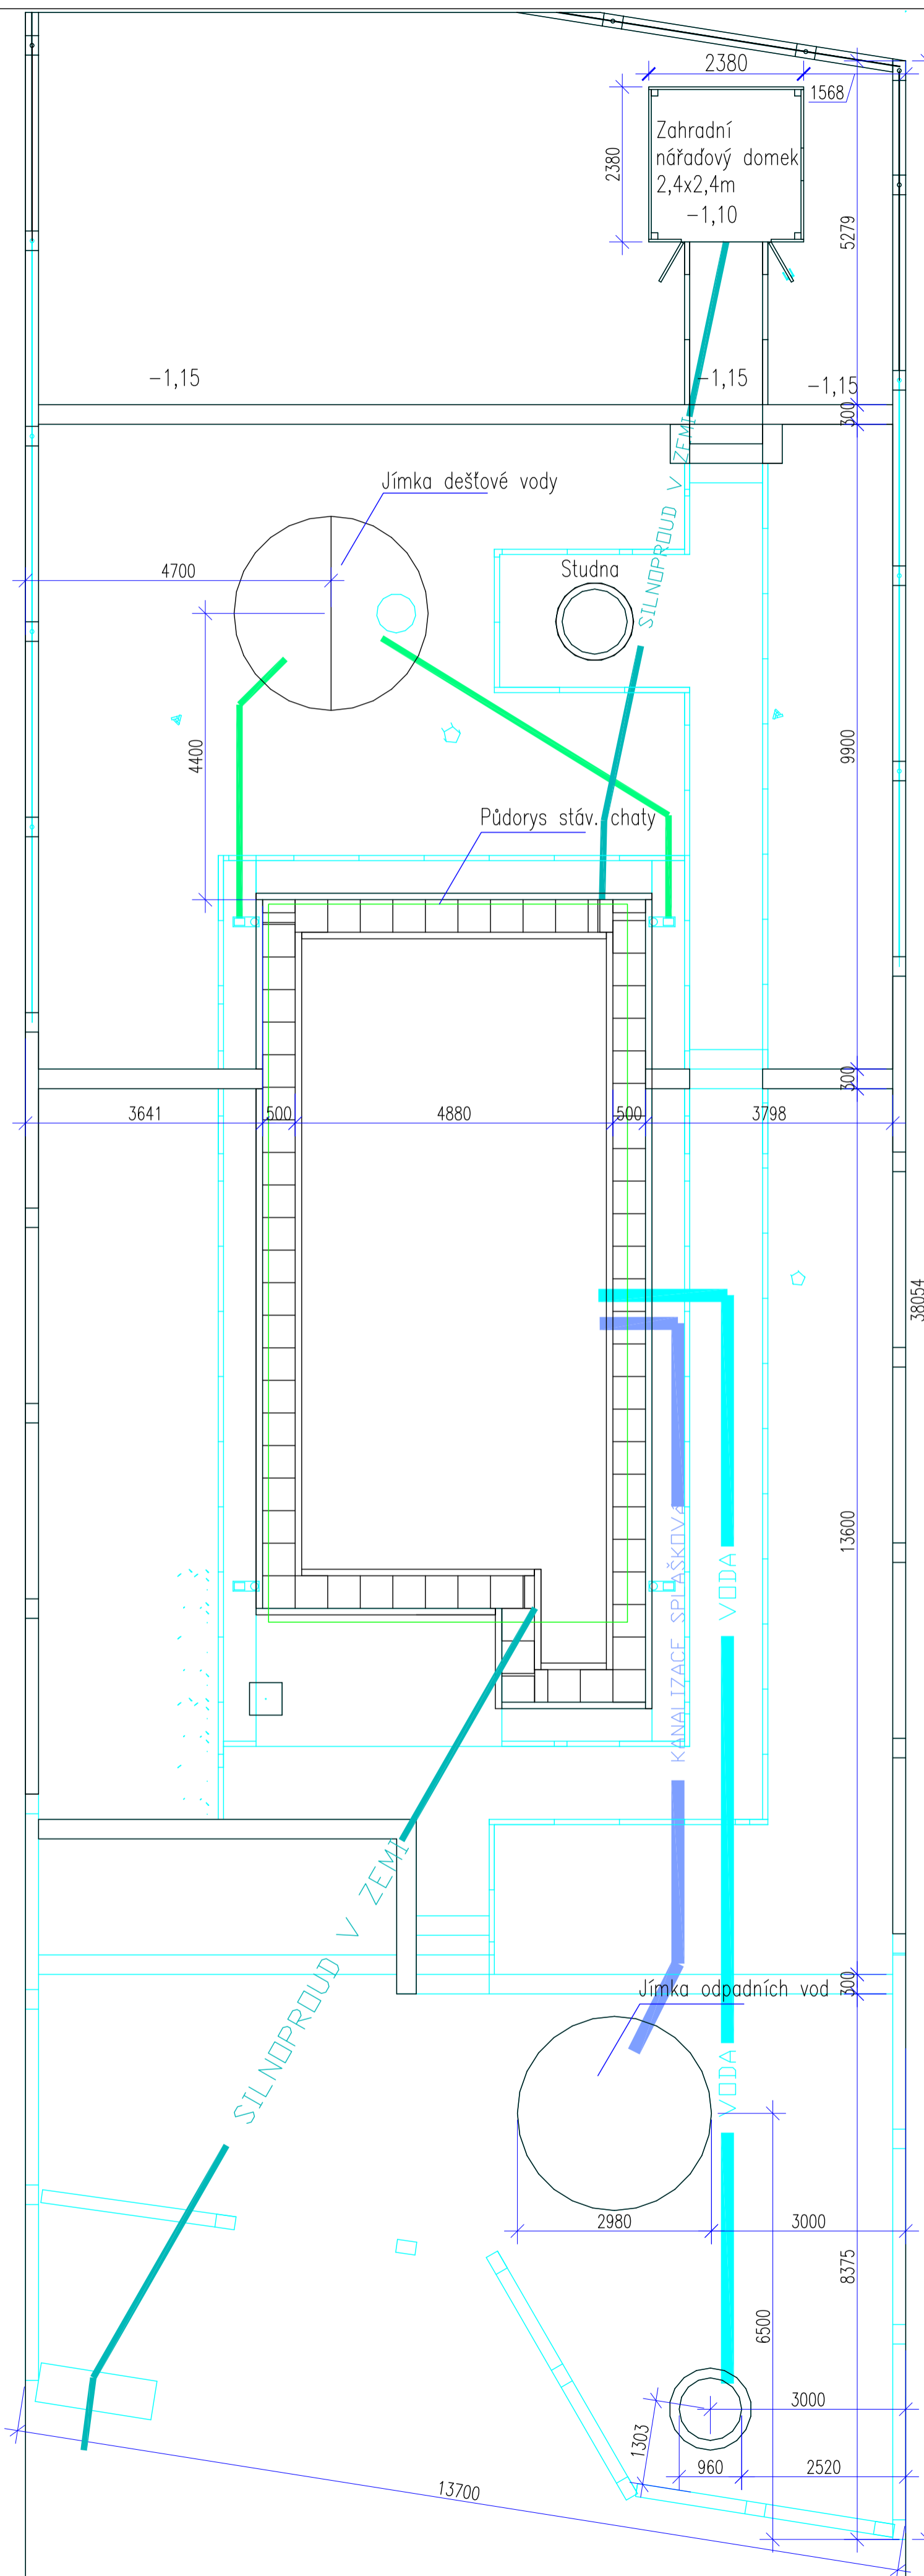 2380
1568
Zahradní
nářaďový domek
2,4x2,4m
-1,10
2380
5279
-1,15
-1,15
-1,15
300
SILNOPROUD V ZEMI
Jímka dešťové vody
4700
Studna
4400
9900
Půdorys stáv. chaty
300
3641
500
4880
500
3798
38054
13600
KANALIZACE SPLAŠKOVÁ
VODA
SILNOPROUD V ZEMI
300
Jímka odpadních vod
VODA
2980
3000
8375
6500
3000
1303
960
2520
13700